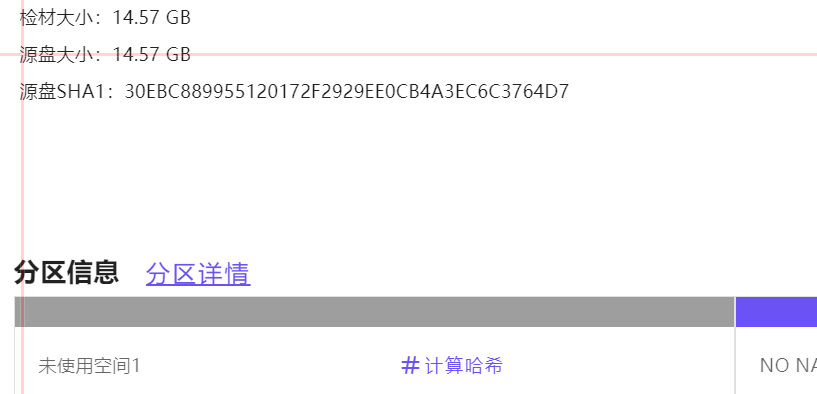 检材大小：14.57 GB
源盘大小：14.57 GB
源盘SHA1：30EBC889955120172F2929EE0CB4A3EC6C3764D7
分区信息 分区详情
未使用空间1 #计算哈希 NO NA